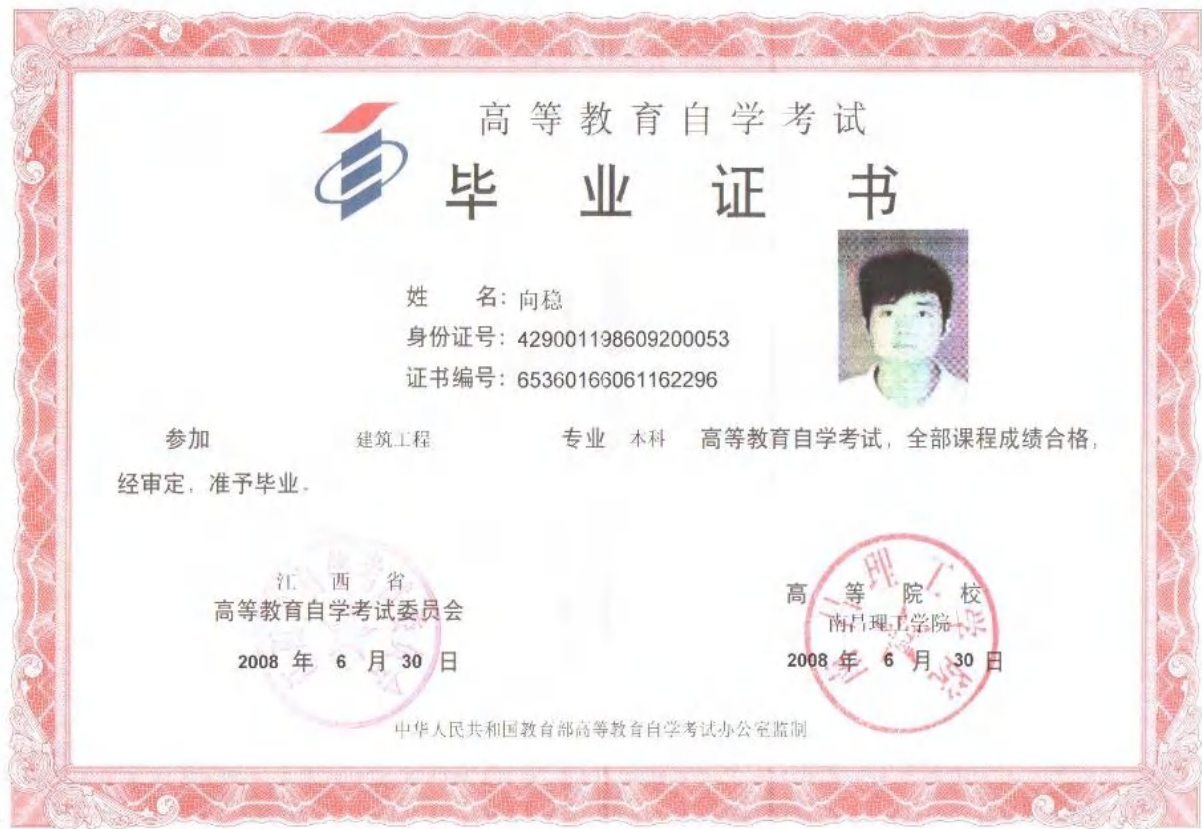 高等教育自学考试
毕业证书
姓 名：向稳
身份证号：429001198609200053
证书编号：65360166061162296
参加 建筑工程 专业 本科 高等教育自学考试，全部课程成绩合格，
经审定，准予毕业。
江西省
高等教育自学考试委员会
2008 年 6 月 30 日
高等院校
南昌理工学院
2008 年 6 月 30 日
南昌理工学院
中华人民共和国教育部高等教育自学考试办公室监制